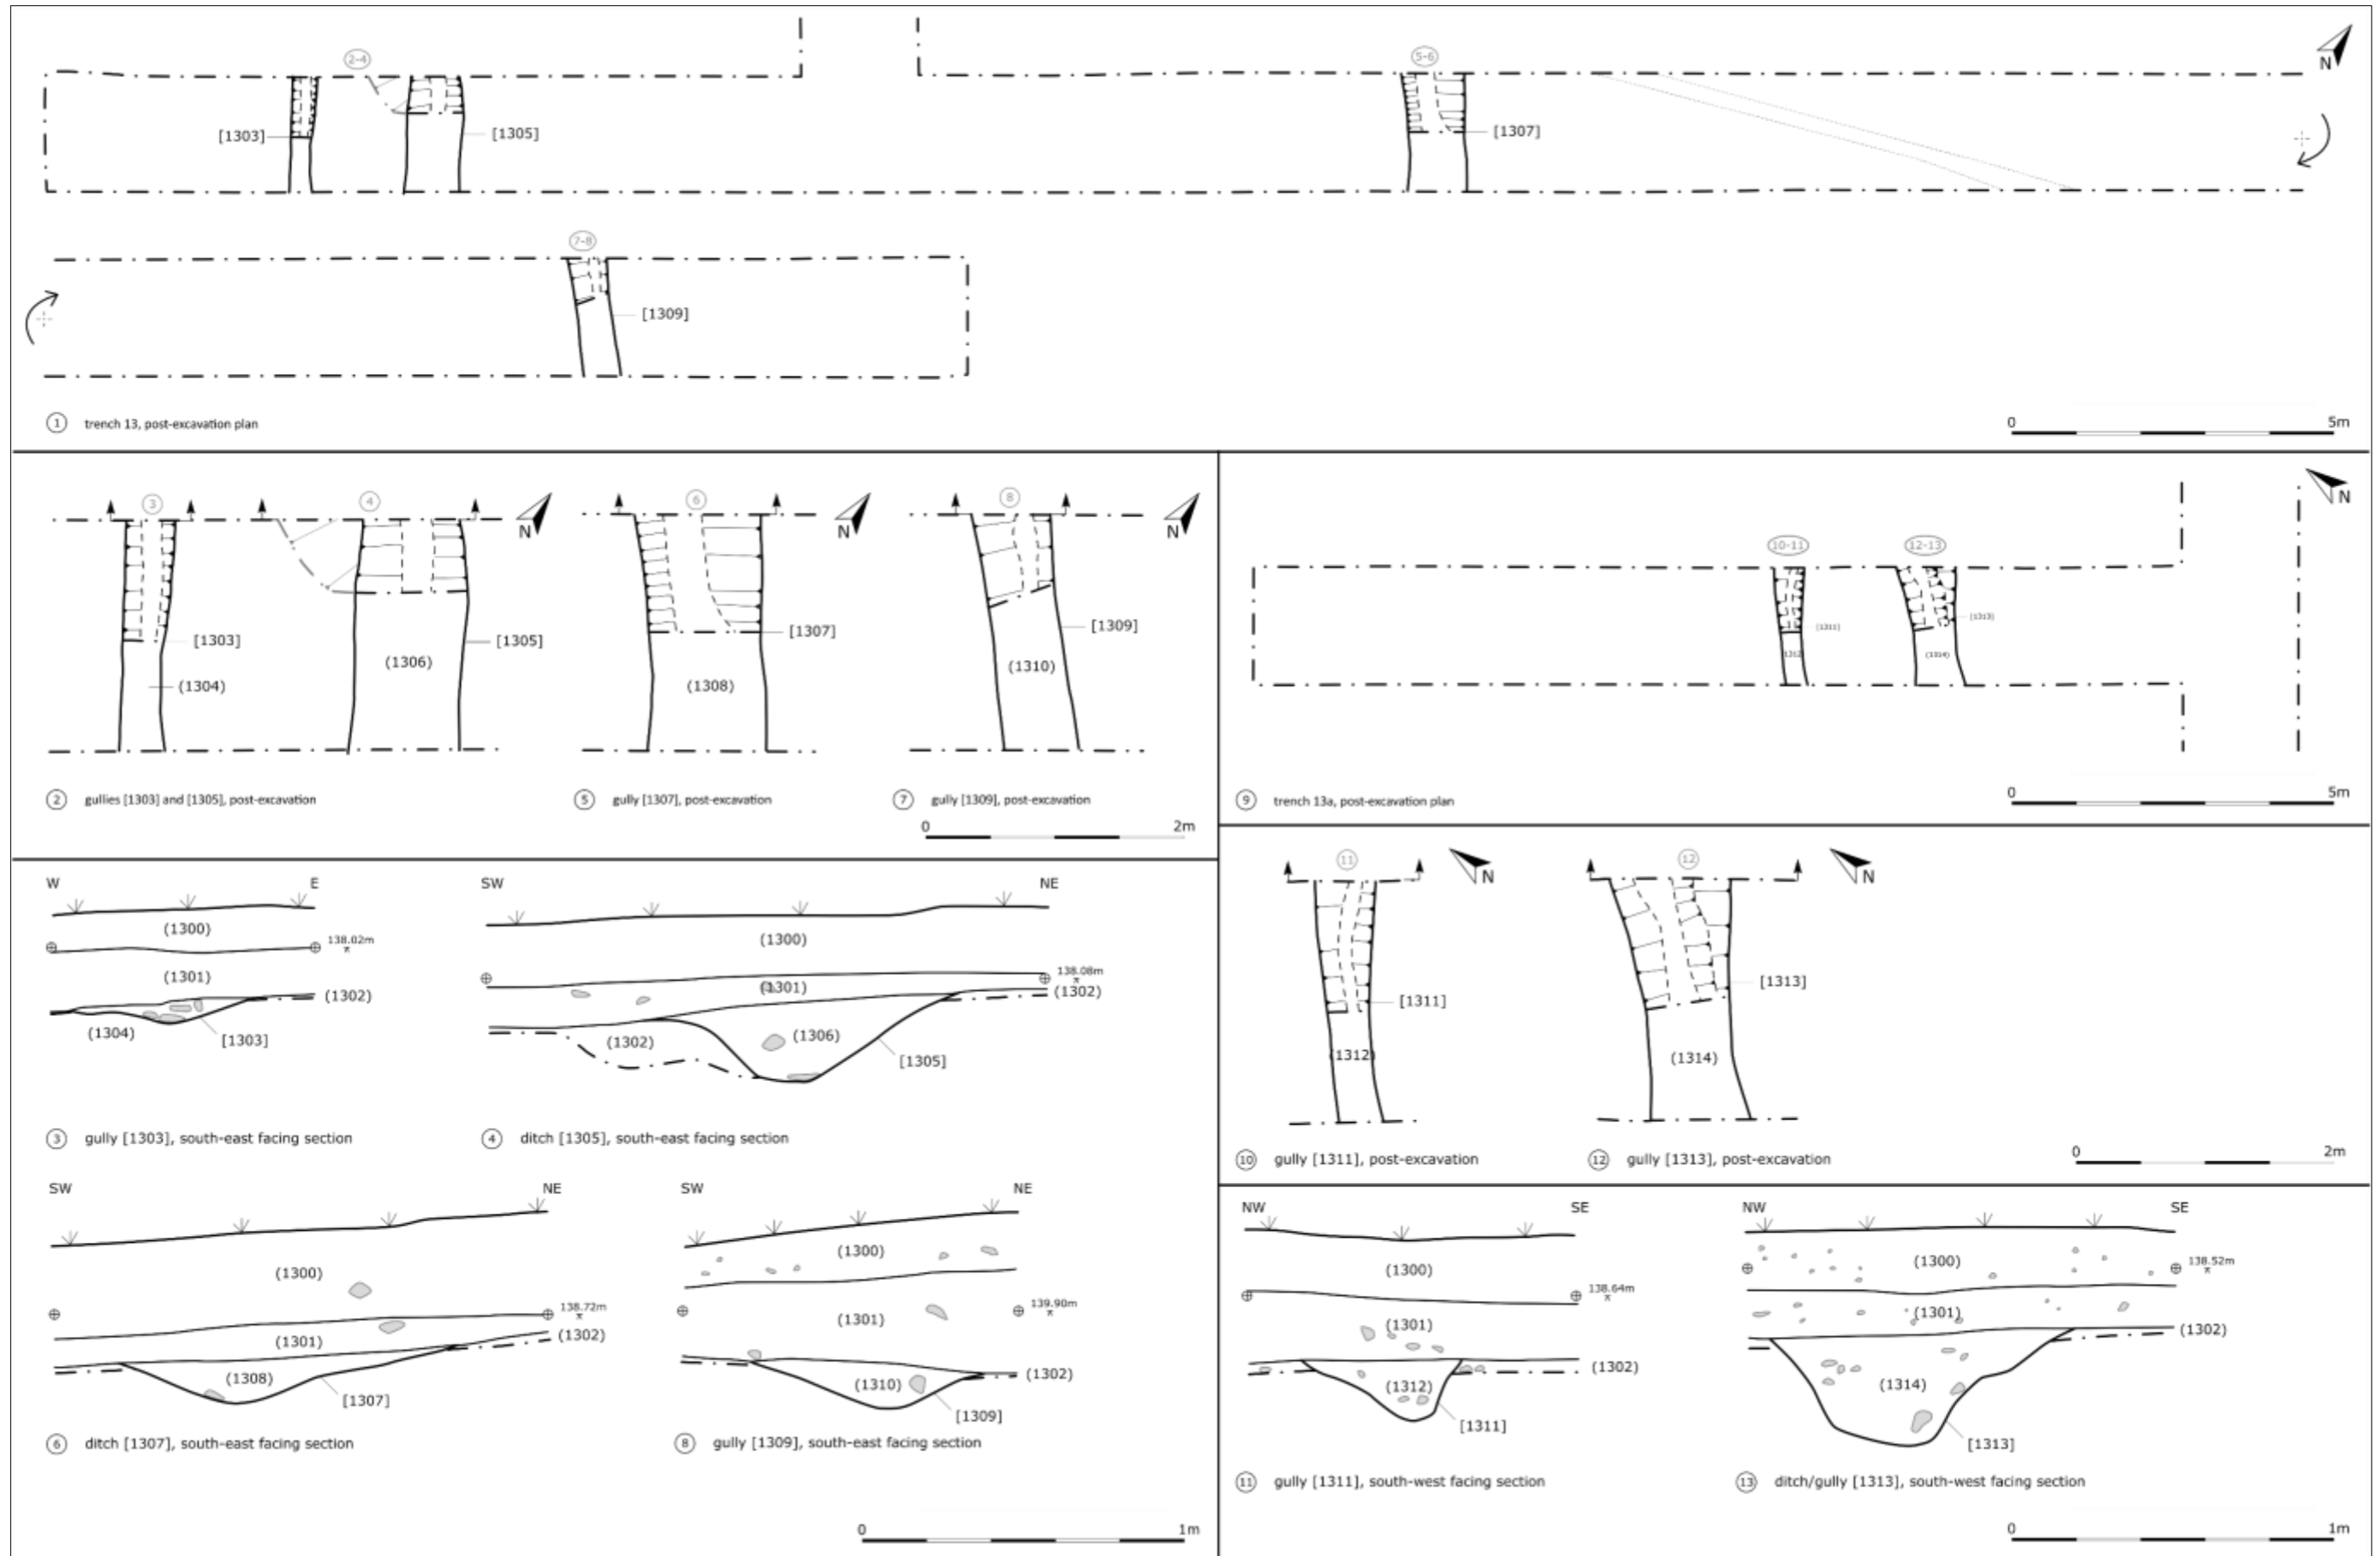 2-4
5-6
N
[1303]
[1305]
[1307]
7-8
[1309]
1 trench 13, post-excavation plan
0 5m
3
4
6
8
N
N
N
[1303]
[1305]
[1307]
[1309]
(1304)
(1306)
(1308)
(1310)
2 gullies [1303] and [1305], post-excavation
5 gully [1307], post-excavation
7 gully [1309], post-excavation
0 2m
N
10-11
12-13
[1311]
[1313]
(1314)
9 trench 13a, post-excavation plan
0 5m
W E
(1300)
138.02m
(1301)
(1302)
(1304)
[1303]
3 gully [1303], south-east facing section
SW NE
(1300)
138.08m
(1301)
(1302)
(1302)
(1306)
[1305]
4 ditch [1305], south-east facing section
SW NE
(1300)
138.72m
(1301)
(1302)
(1308)
[1307]
6 ditch [1307], south-east facing section
SW NE
(1300)
139.90m
(1301)
(1302)
(1310)
[1309]
8 gully [1309], south-east facing section
0 1m
11
12
N
N
[1311]
[1313]
(1312)
(1314)
10 gully [1311], post-excavation
12 gully [1313], post-excavation
0 2m
NW SE
(1300)
138.64m
(1301)
(1302)
(1312)
[1311]
11 gully [1311], south-west facing section
NW SE
(1300)
138.52m
(1301)
(1302)
(1314)
[1313]
13 ditch/gully [1313], south-west facing section
0 1m